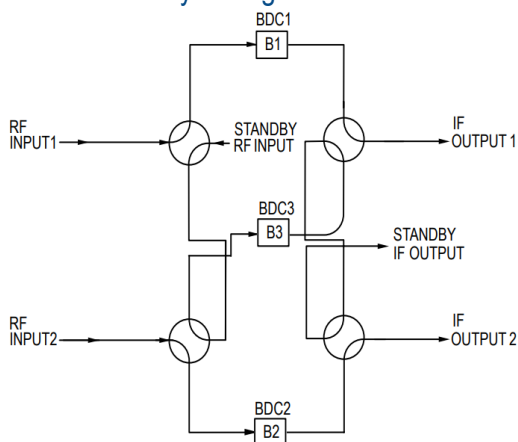 BDC1
B1
RF
INPUT1
STANDBY
RF INPUT
IF
OUTPUT 1
BDC3
B3
STANDBY
IF OUTPUT
RF
INPUT2
IF
OUTPUT 2
BDC2
B2